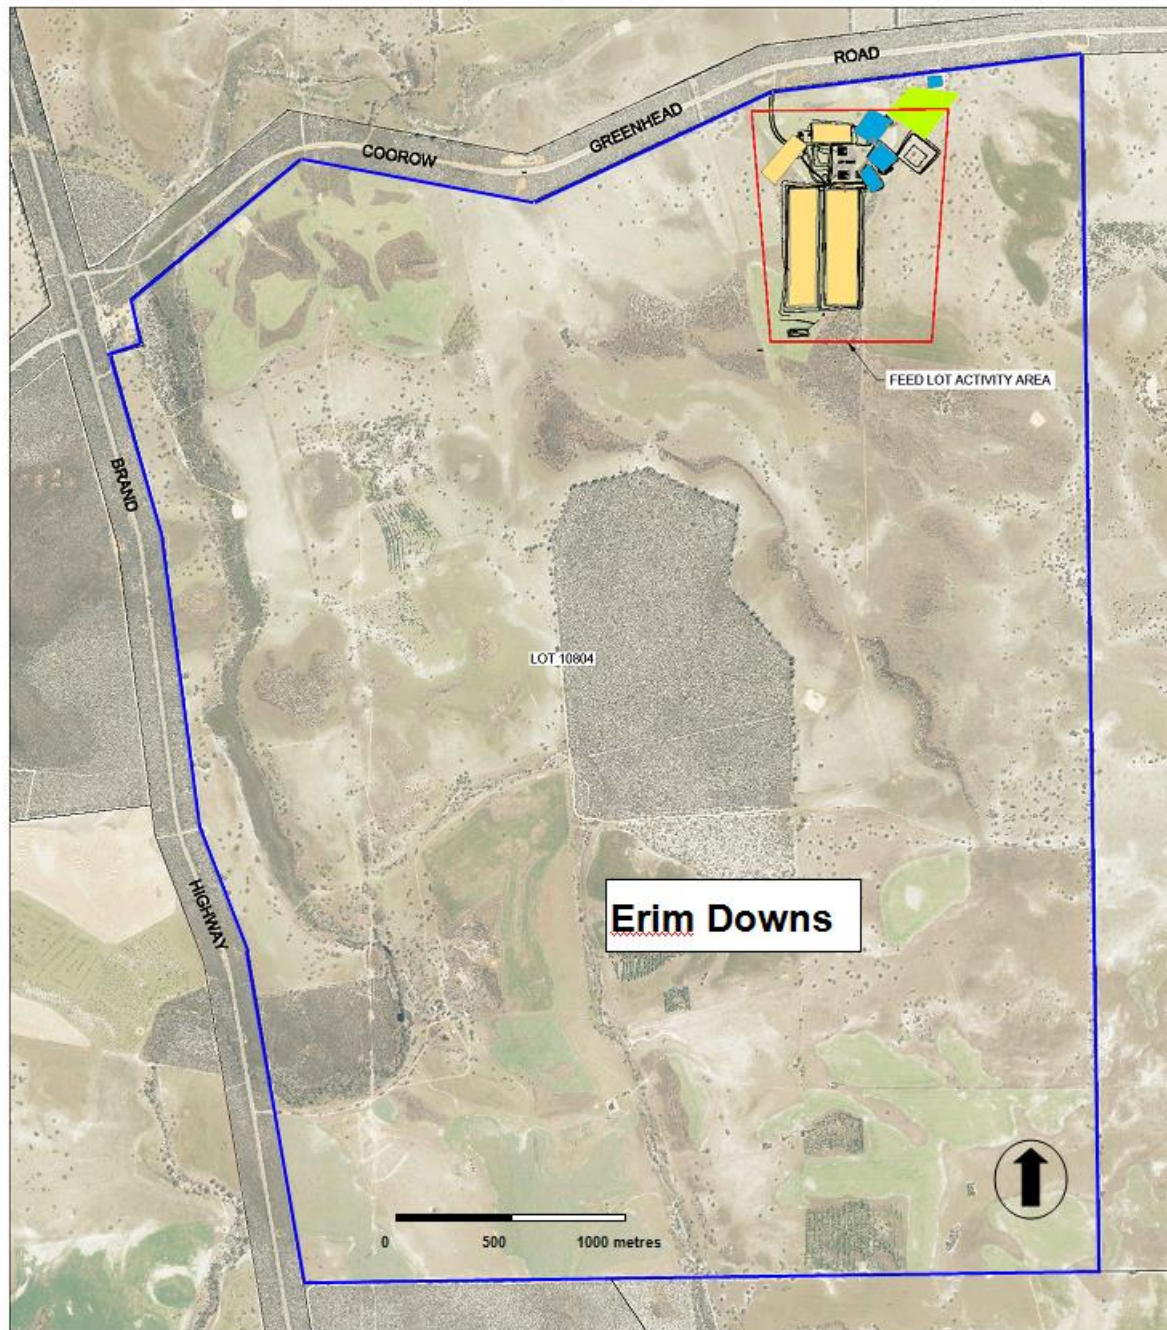 ROAD
GREENHEAD
COOROW
FEED LOT ACTIVITY AREA
BRAND
LOT 10804
Erim Downs
HIGHWAY
0 500 1000 metres